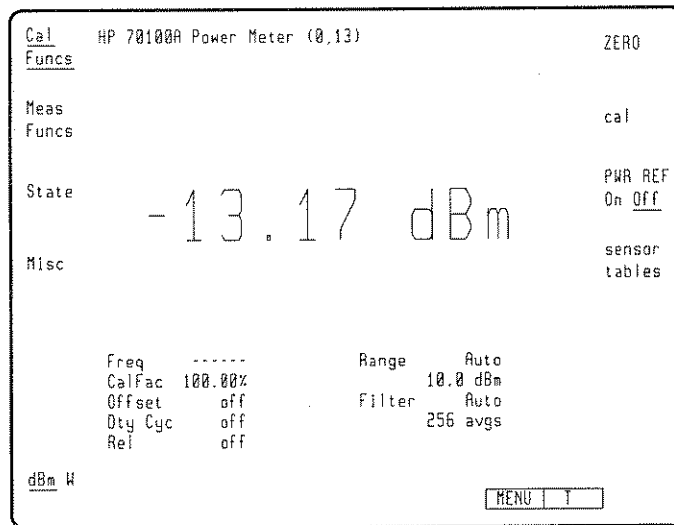 Cal
Funcs
HP 70100A Power Meter (0,13)
ZERO
Meas
Funcs
cal
State
-13.17 dBm
PWR REF
On Off
Misc
sensor
tables
Freq ------
CalFac 100.00%
Offset off
Dty Cyc off
Rel off
Range Auto
10.0 dBm
Filter Auto
256 avgs
dBm W
MENU T